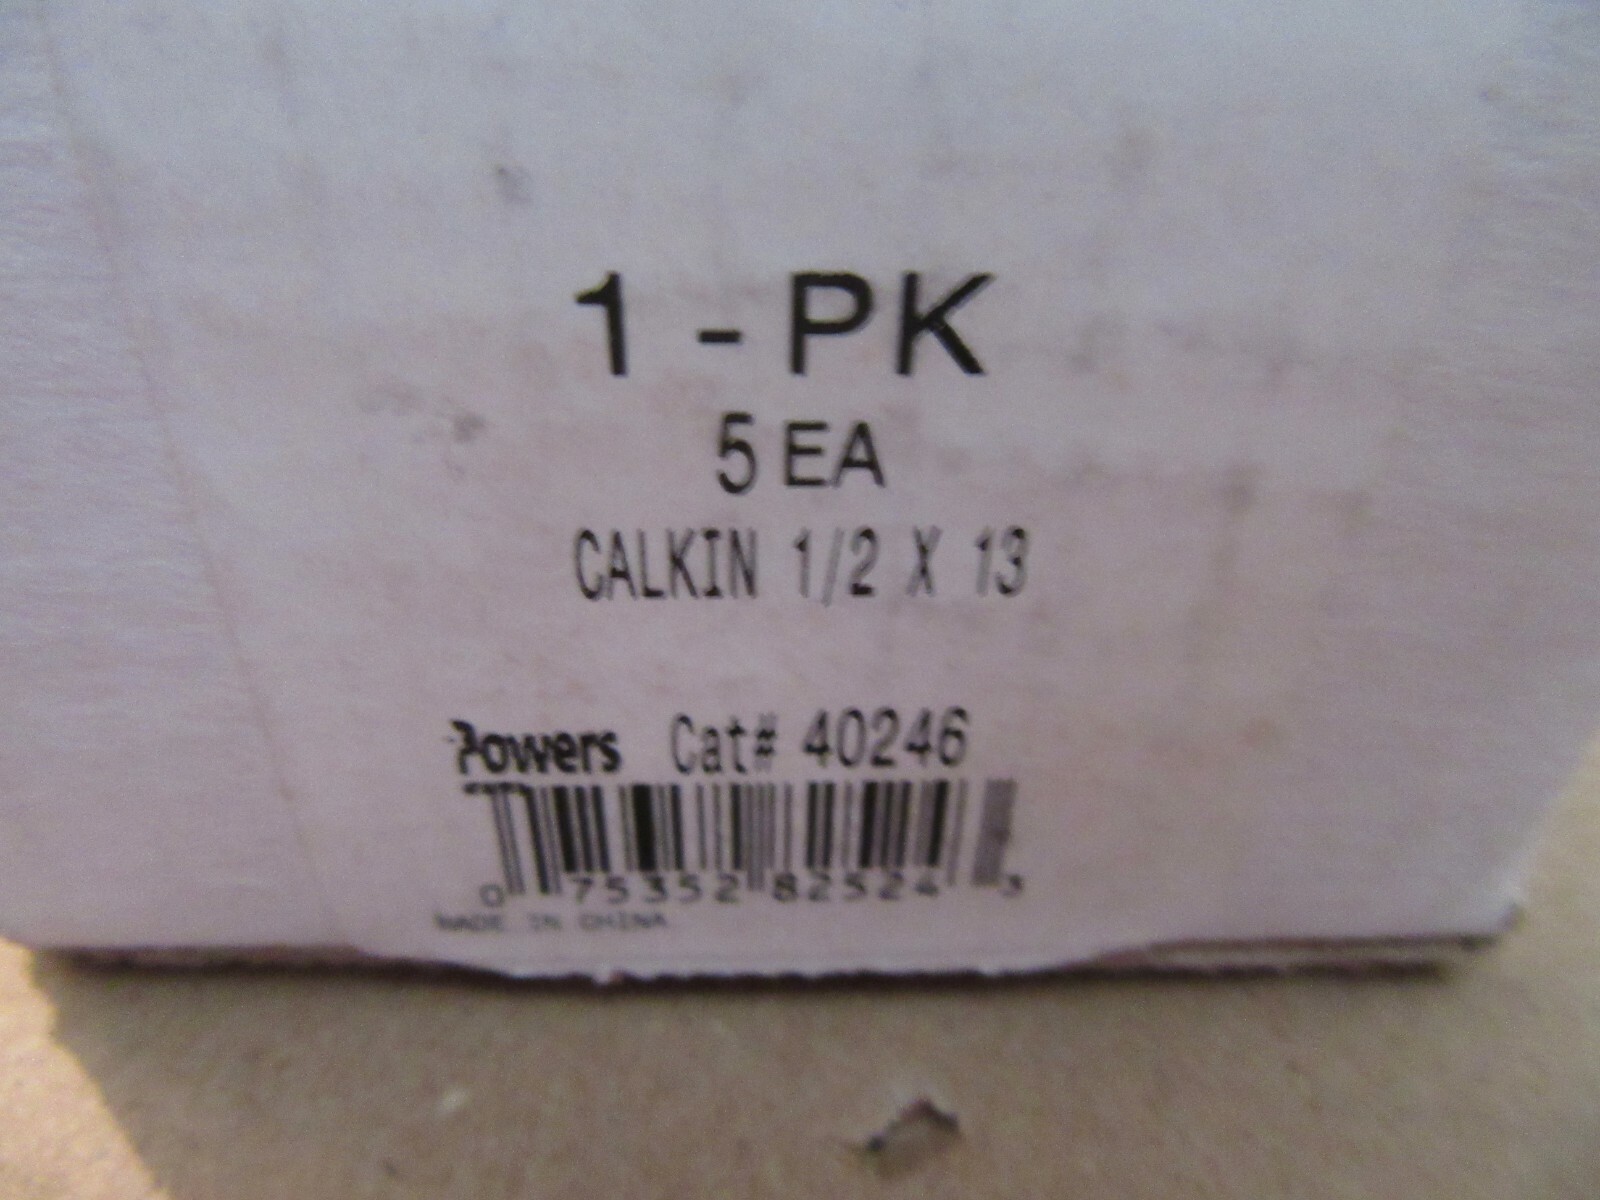 1 - PK
5 EA
CALKIN 1/2 X 13
Powers Cat# 40246
0 75352 82524 3
MADE IN CHINA